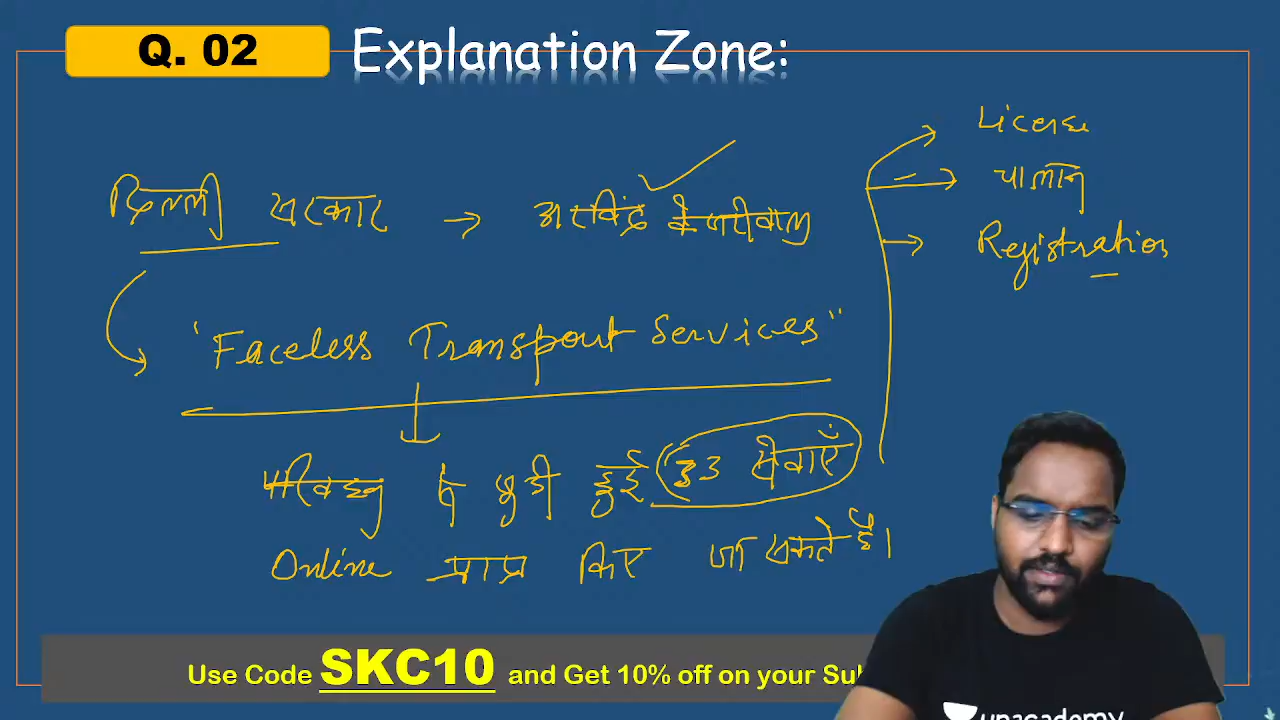 Q. 02
Explanation Zone:
License
चालान
दिल्ली सरकार → अरविंद केजरीवाल
Registration
"Faceless Transport Services"
परिवहन से जुडी हुई 33 सेवाएँ
Online प्राप्त किए जा सकते है।
Use Code SKC10 and Get 10% off on your Su
unacademy